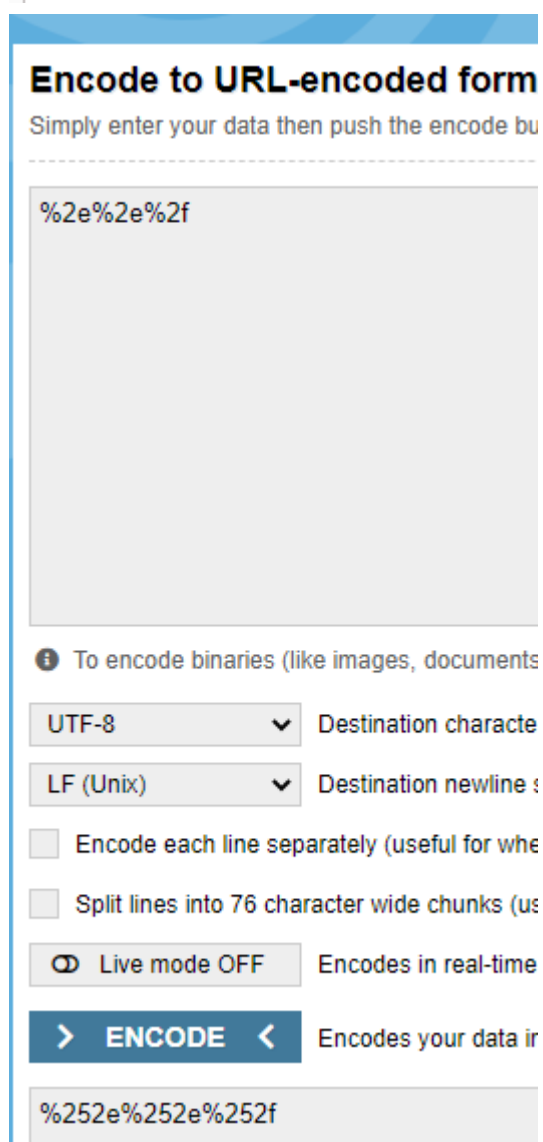 Encode to URL-encoded form
Simply enter your data then push the encode bu
%2e%2e%2f
To encode binaries (like images, documents
UTF-8 Destination characte
LF (Unix) Destination newline s
Encode each line separately (useful for whe
Split lines into 76 character wide chunks (us
Live mode OFF Encodes in real-time
> ENCODE < Encodes your data in
%252e%252e%252f